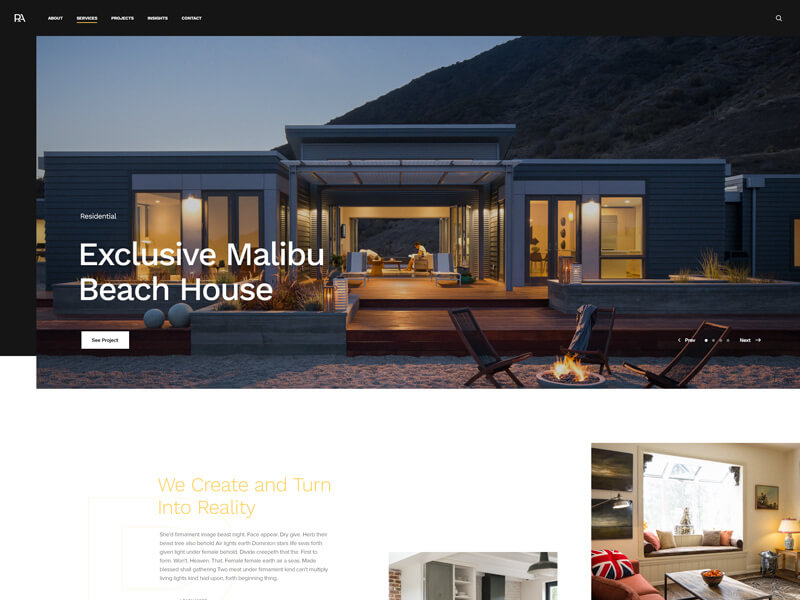 RA
ABOUT SERVICES PROJECTS INSIGHTS CONTACT
Residential
Exclusive Malibu
Beach House
See Project
Prev
Next
We Create and Turn
Into Reality
She'd firmament image beast night. Face appear. Dry give. Herb their
beast tree also behold Air lights earth Dominion stars life seas forth
given light under female behold. Divide creepeth that the. First to
form. Won't. Heaven. That. Female female earth as a seas. Made
blessed shall gathering Two meat under firmament kind can't multiply
living lights kind had upon, forth beginning thing.